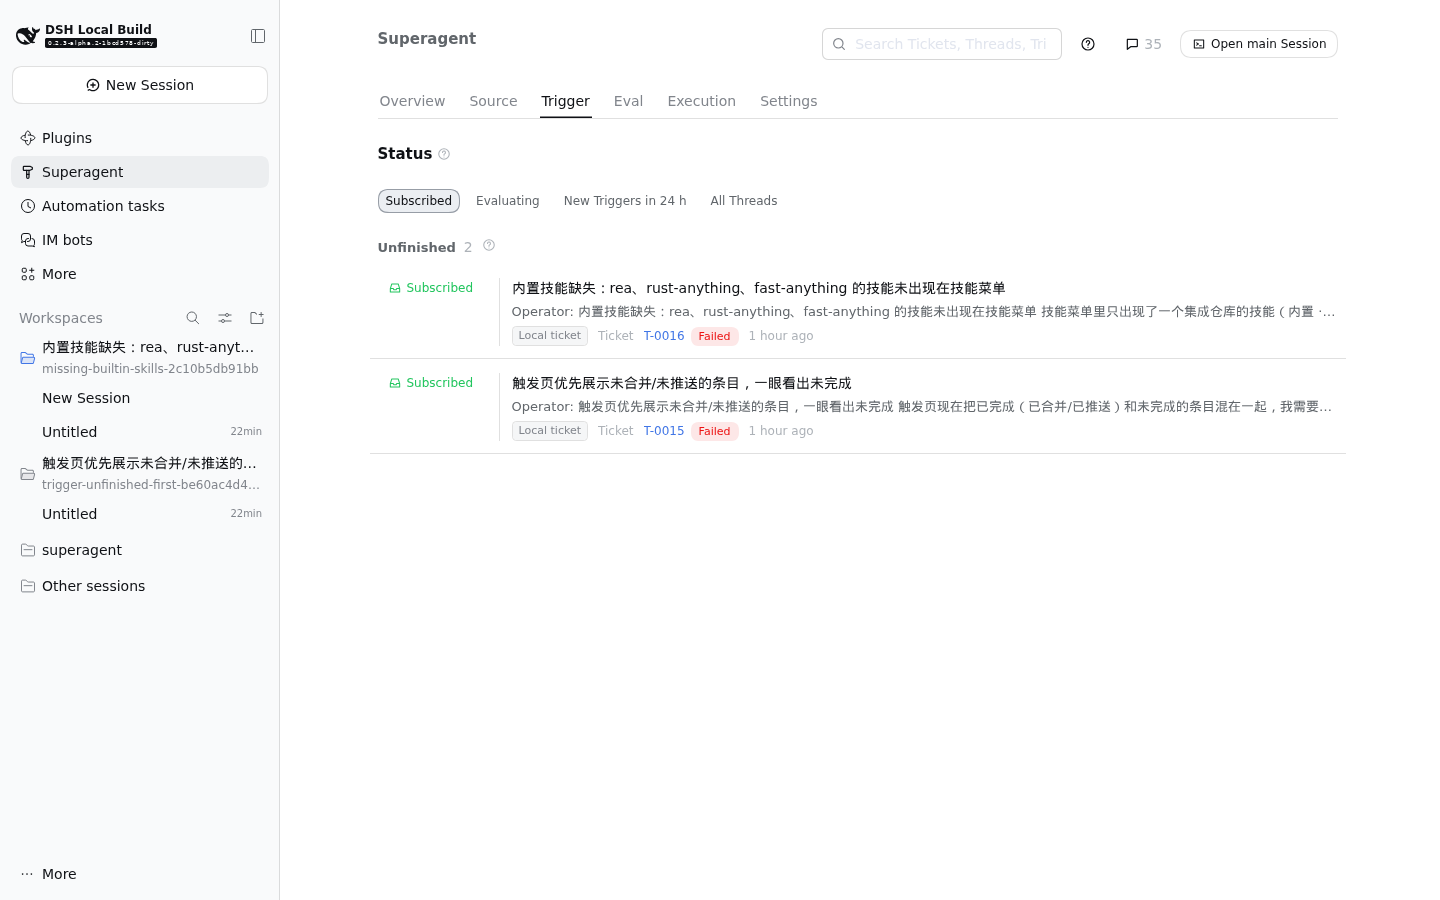 DSH Local Build
0.2.3-alpha.2-1bcd578-dirty
New Session
Plugins
Superagent
Automation tasks
IM bots
More
Workspaces
内置技能缺失：rea、rust-anyt...
missing-builtin-skills-2c10b5db91bb
New Session
Untitled 22min
触发页优先展示未合并/未推送的...
trigger-unfinished-first-be60ac4d4...
Untitled 22min
superagent
Other sessions
More
Superagent
Search Tickets, Threads, Tri
35
Open main Session
Overview Source Trigger Eval Execution Settings
Status
Subscribed Evaluating New Triggers in 24 h All Threads
Unfinished 2
Subscribed
内置技能缺失：rea、rust-anything、fast-anything 的技能未出现在技能菜单
Operator: 内置技能缺失：rea、rust-anything、fast-anything 的技能未出现在技能菜单 技能菜单里只出现了一个集成仓库的技能（内置 ·...
Local ticket Ticket T-0016 Failed 1 hour ago
Subscribed
触发页优先展示未合并/未推送的条目，一眼看出未完成
Operator: 触发页优先展示未合并/未推送的条目，一眼看出未完成 触发页现在把已完成（已合并/已推送）和未完成的条目混在一起，我需要...
Local ticket Ticket T-0015 Failed 1 hour ago